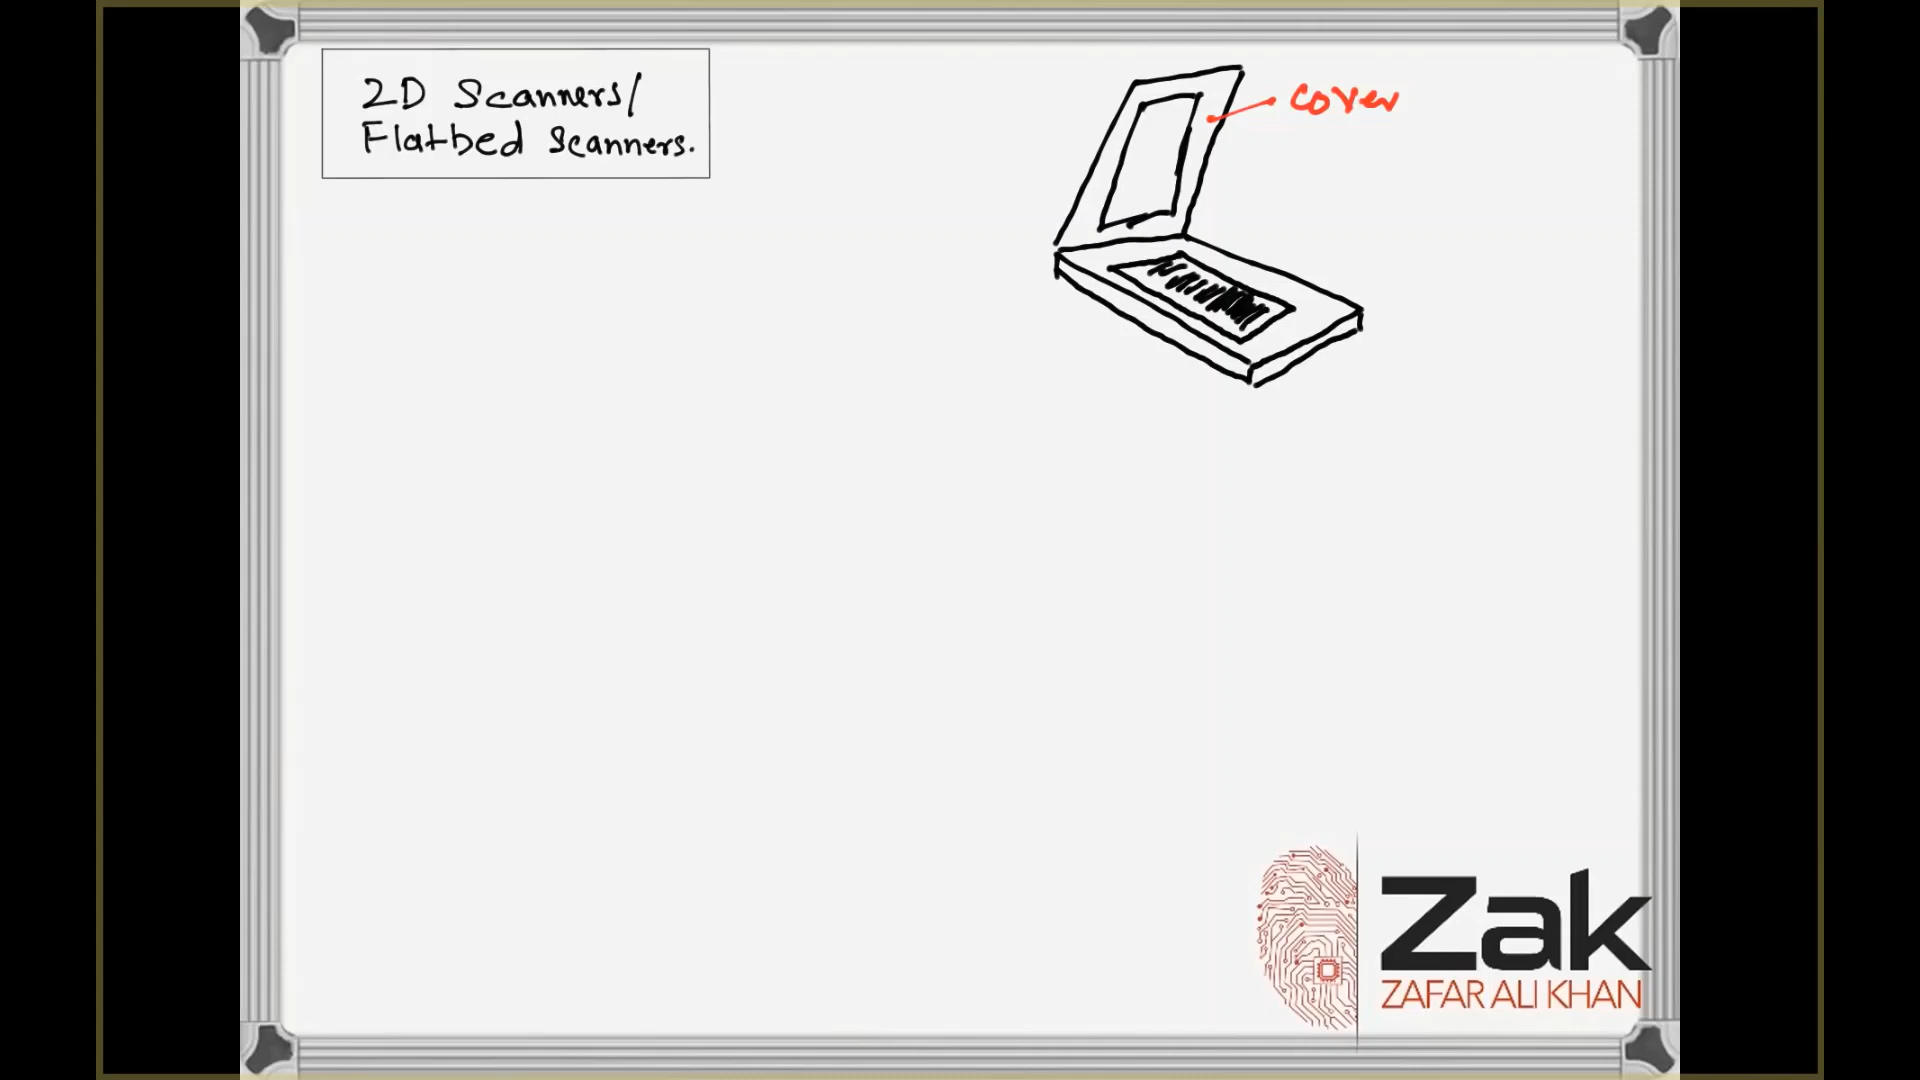 2D Scanners/
Flatbed Scanners.
cover
Zak
ZAFAR ALI KHAN